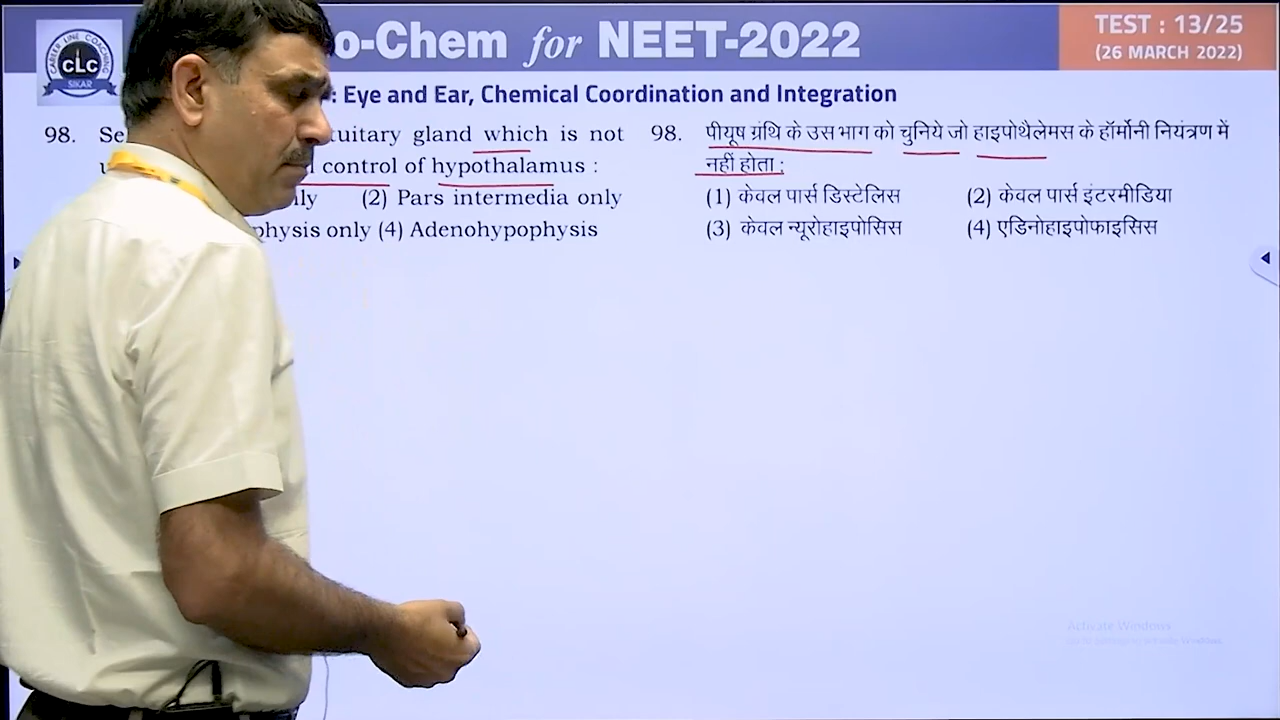 o-Chem for NEET-2022
TEST : 13/25
(26 MARCH 2022)
CAREER LINE COACHING
CLC
SIKAR
: Eye and Ear, Chemical Coordination and Integration
98. Se cuitary gland which is not
control of hypothalamus :
(2) Pars intermedia only
physis only (4) Adenohypophysis
98. पीयूष ग्रंथि के उस भाग को चुनिये जो हाइपोथैलेमस के हॉर्मोनी नियंत्रण में
नहीं होता :
(1) केवल पार्स डिस्टेलिस (2) केवल पार्स इंटरमीडिया
(3) केवल न्यूरोहाइपोसिस (4) एडिनोहाइपोफाइसिस
Activate Windows